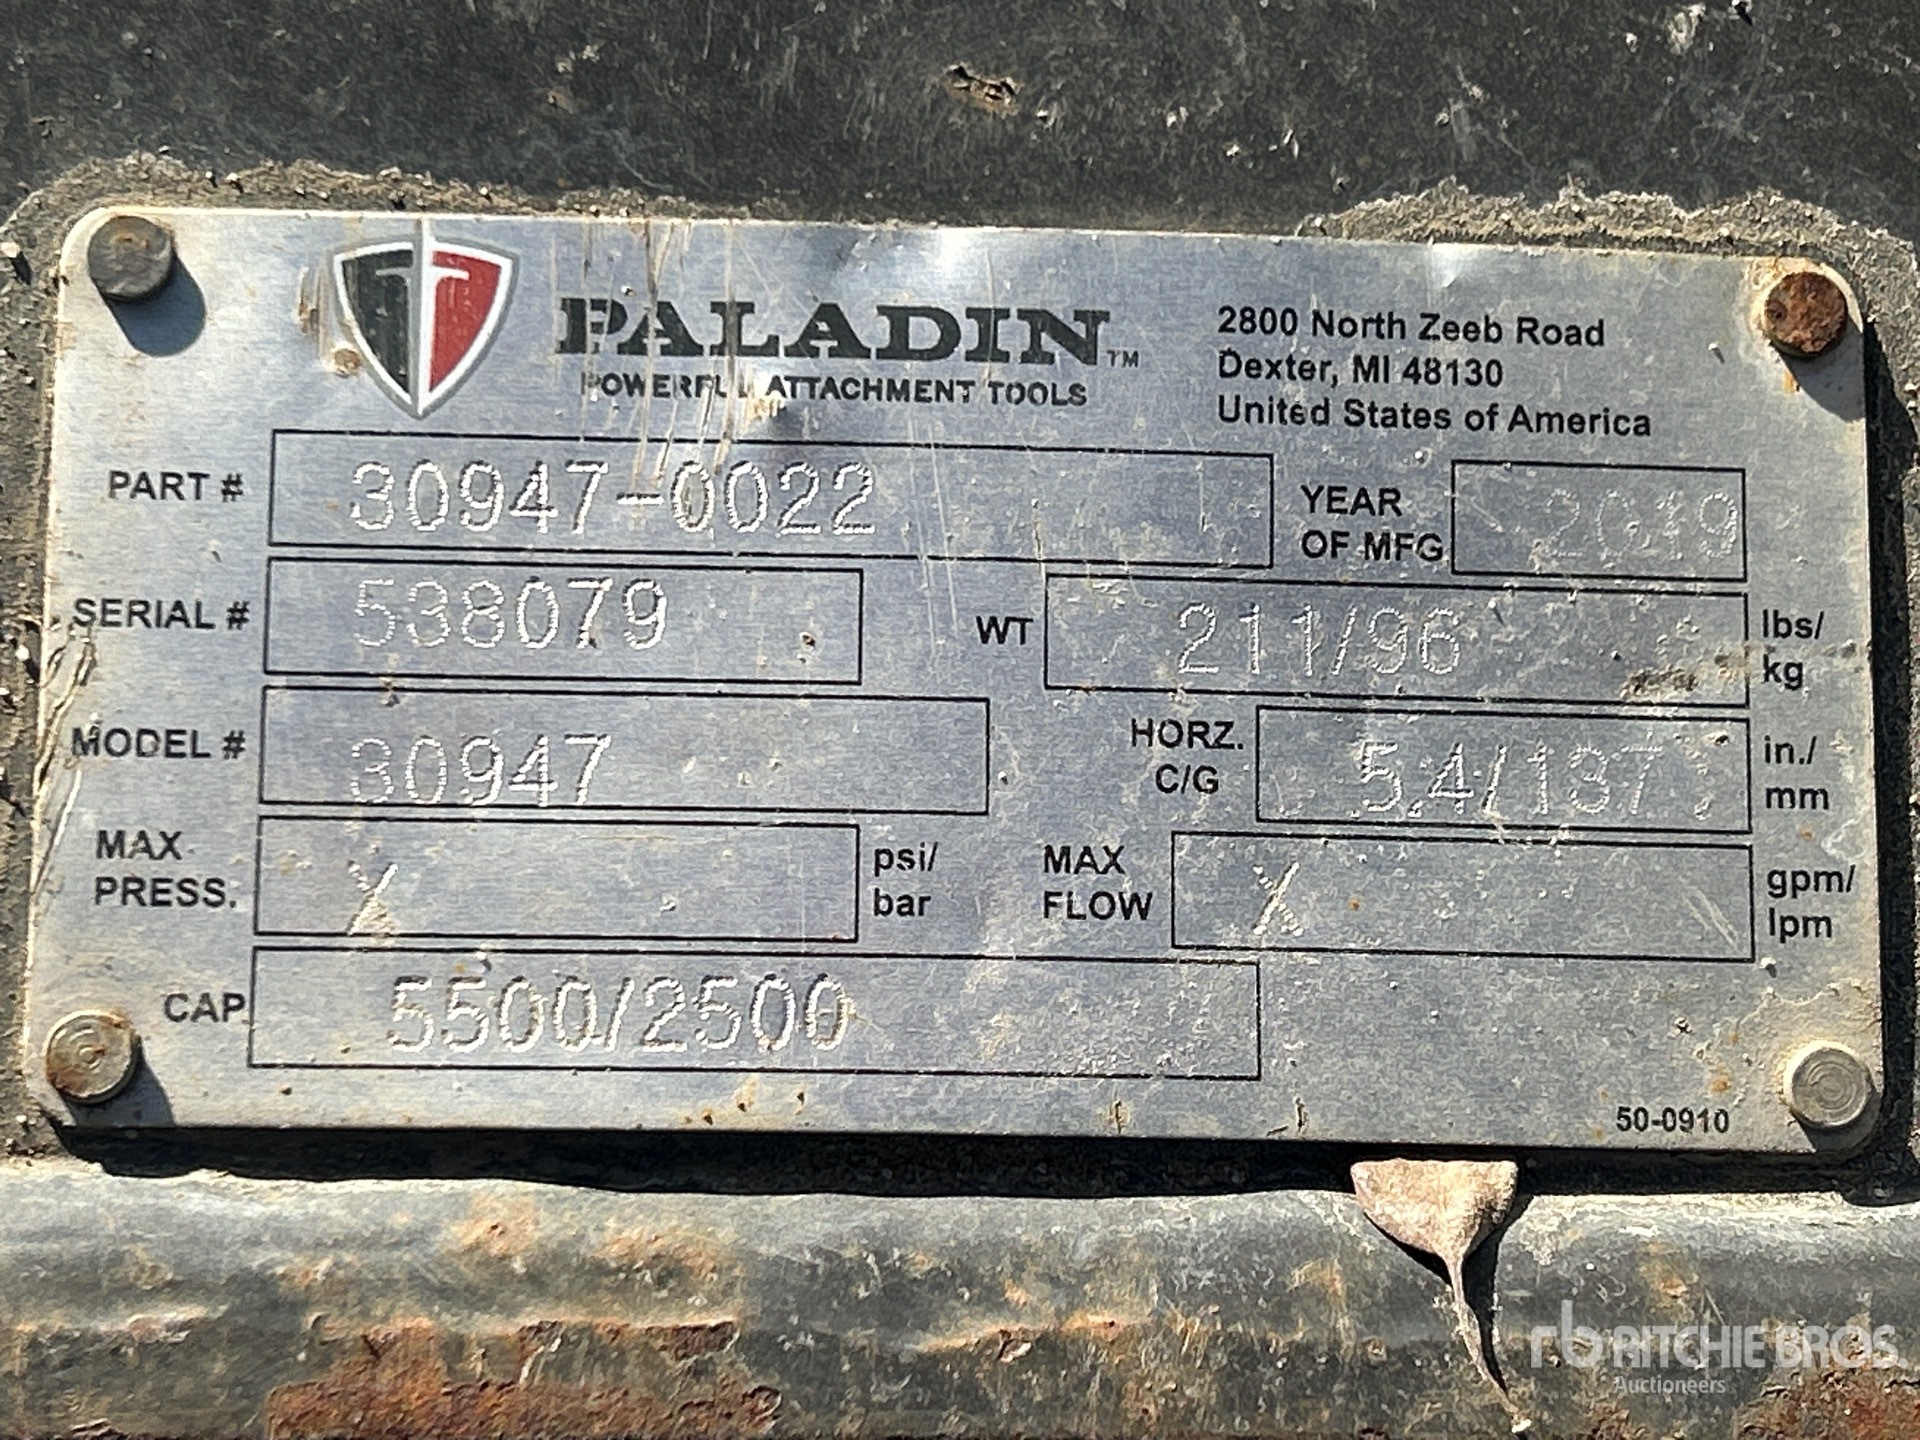 PALADIN™
POWERFUL ATTACHMENT TOOLS
2800 North Zeeb Road
Dexter, MI 48130
United States of America
PART # 30947-0022
YEAR OF MFG 2019
SERIAL # 538079
WT 211/96 lbs/kg
MODEL # 30947
HORZ. C/G 5.4/137 in./mm
MAX PRESS. / psi/bar
MAX FLOW / gpm/lpm
CAP 5500/2500
50-0910
rb RITCHIE BROS.
Auctioneers